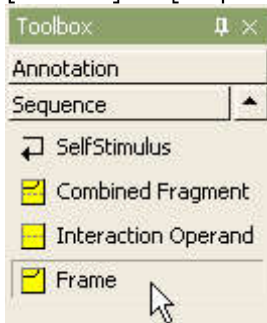 Toolbox
Annotation
Sequence
SelfStimulus
Combined Fragment
Interaction Operand
Frame